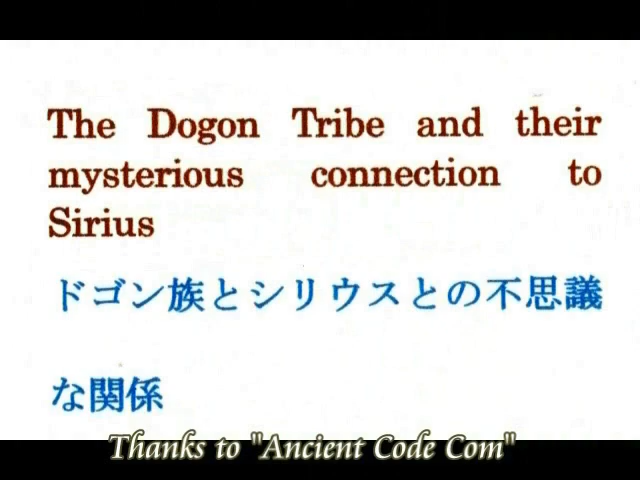 The Dogon Tribe and their
mysterious connection to
Sirius
ドゴン族とシリウスとの不思議
な関係
Thanks to "Ancient Code Com"